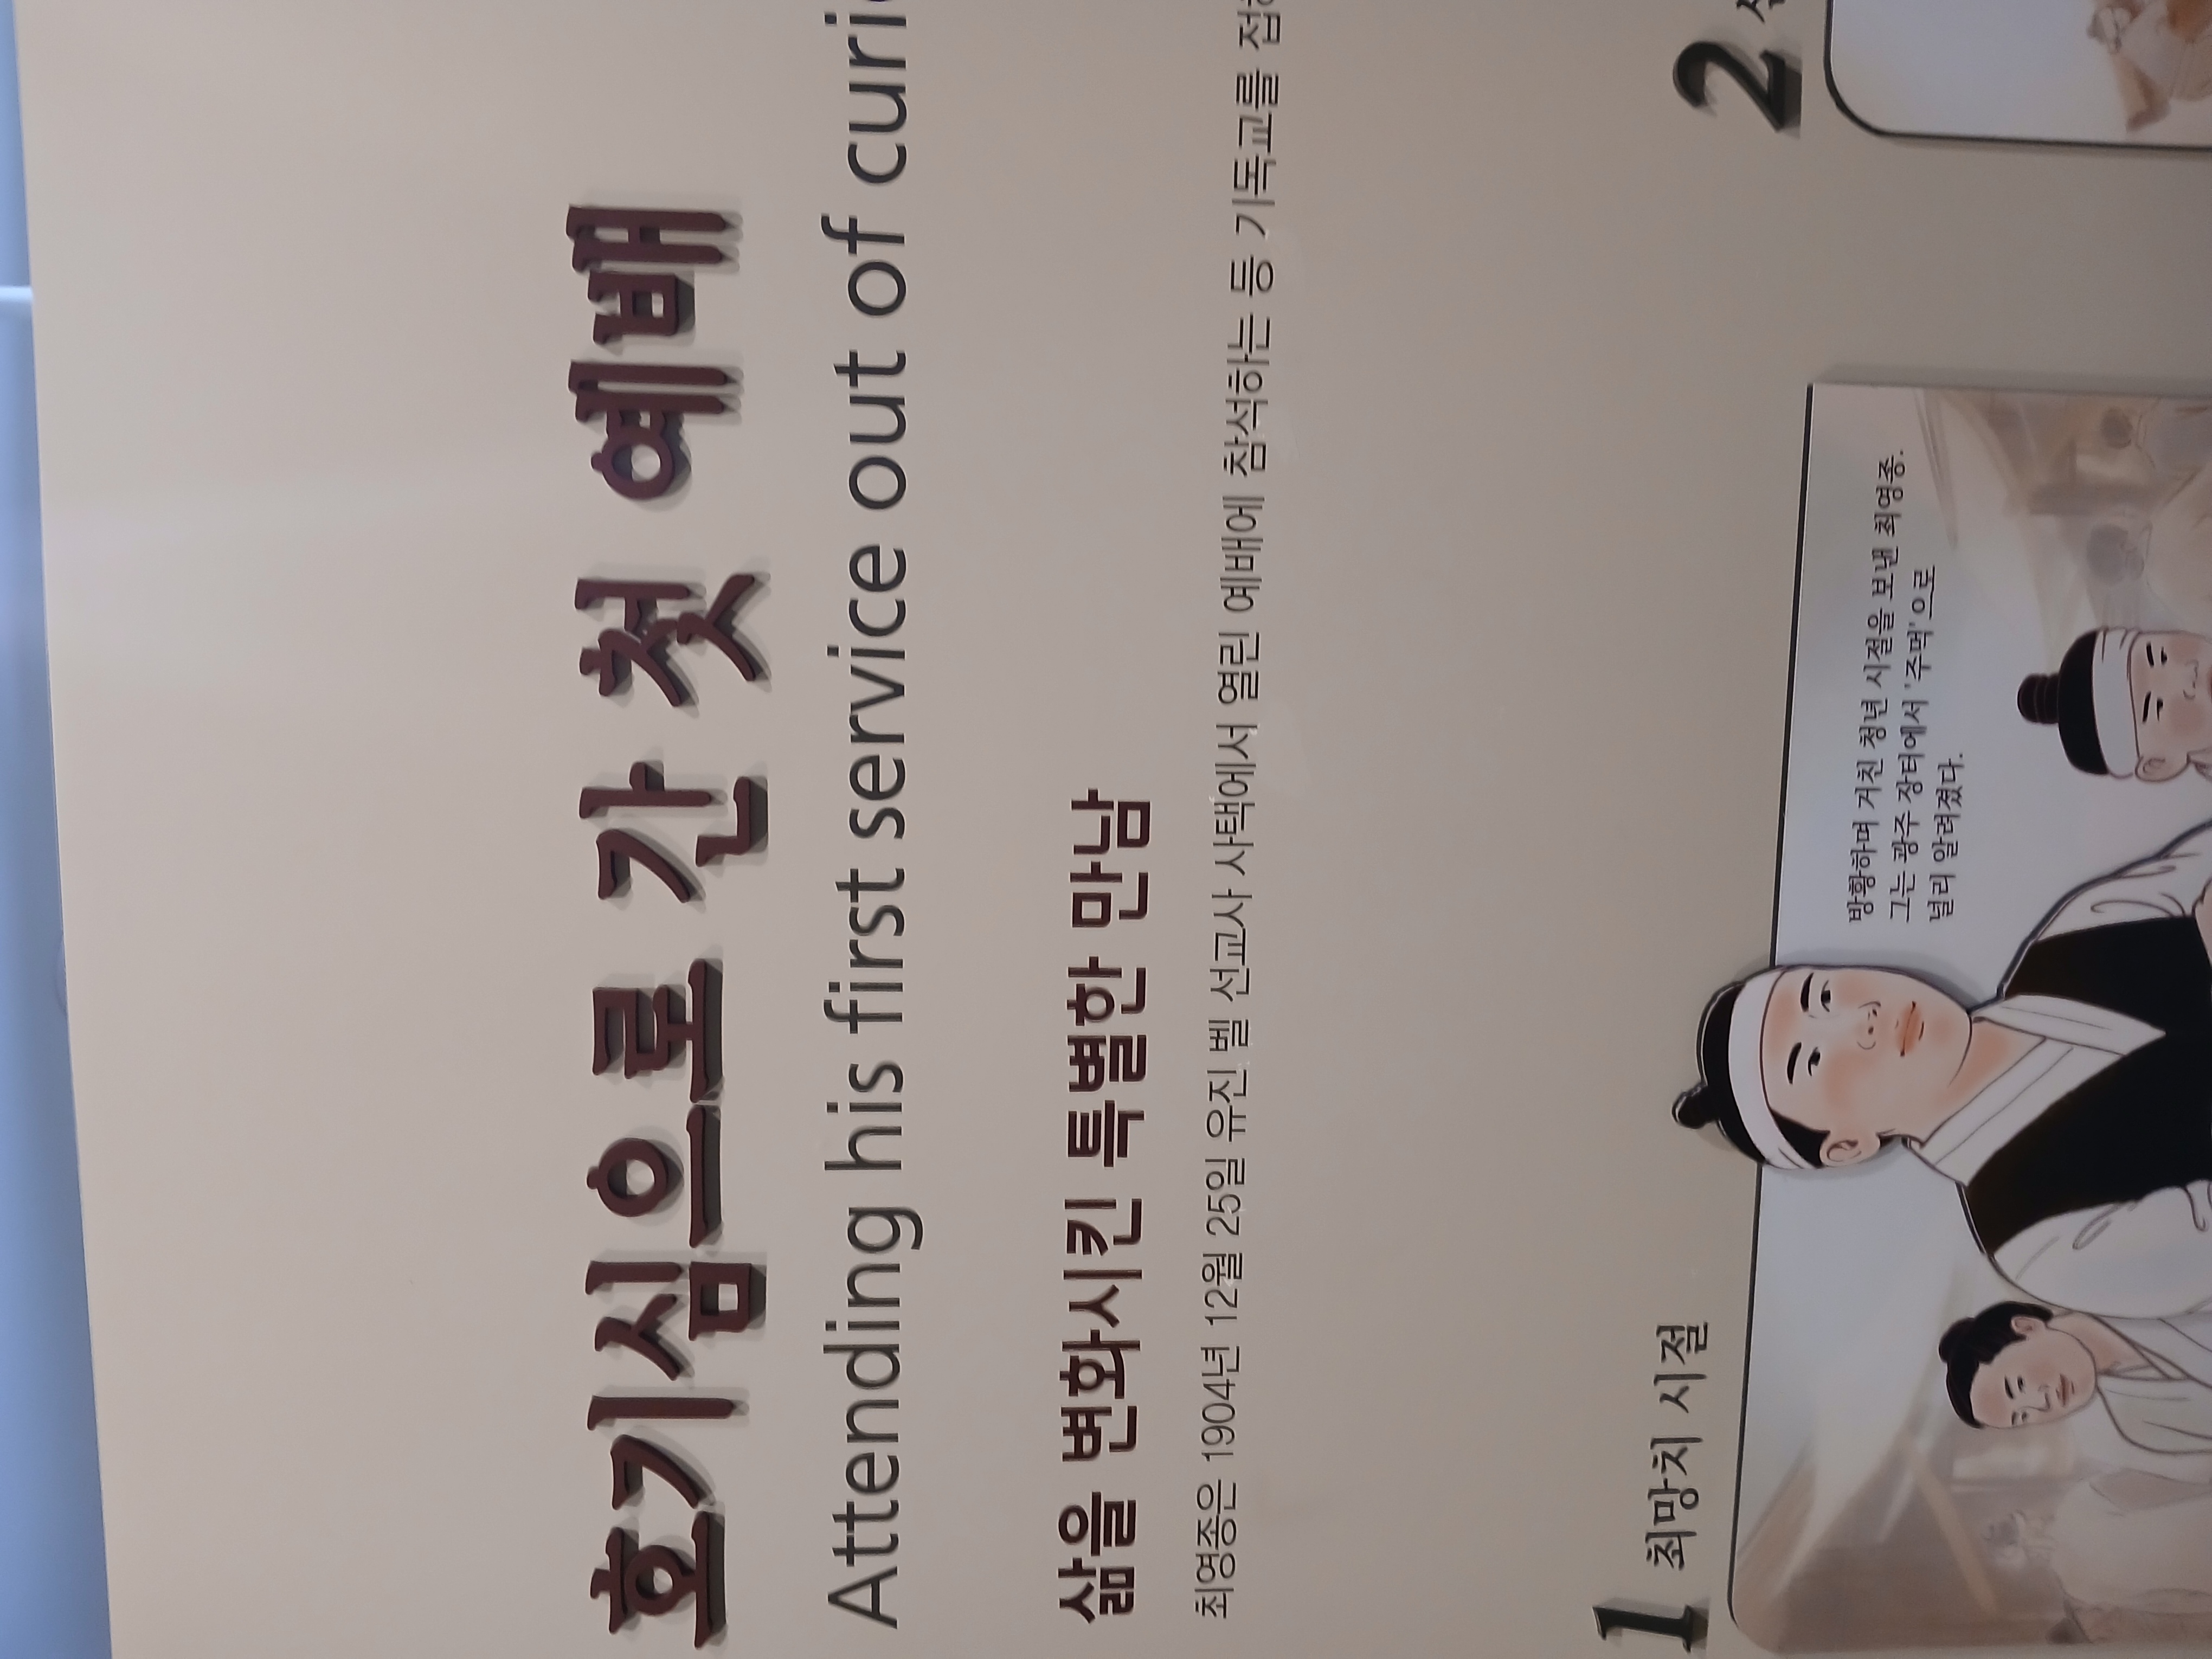 호기심으로 간 첫 예배
Attending his first service out of curi
삶을 변화시킨 특별한 만남
최영종은 1904년 12월 25일 유진 벨 선교사 사택에서 열린 예배에 참석하는 등 기독교를
1 최망치 시절
방황하며 거친 청년 시절을 보낸 최영종.
그는 광주 장터에서 '주먹'으로
널리 알려졌다.
2